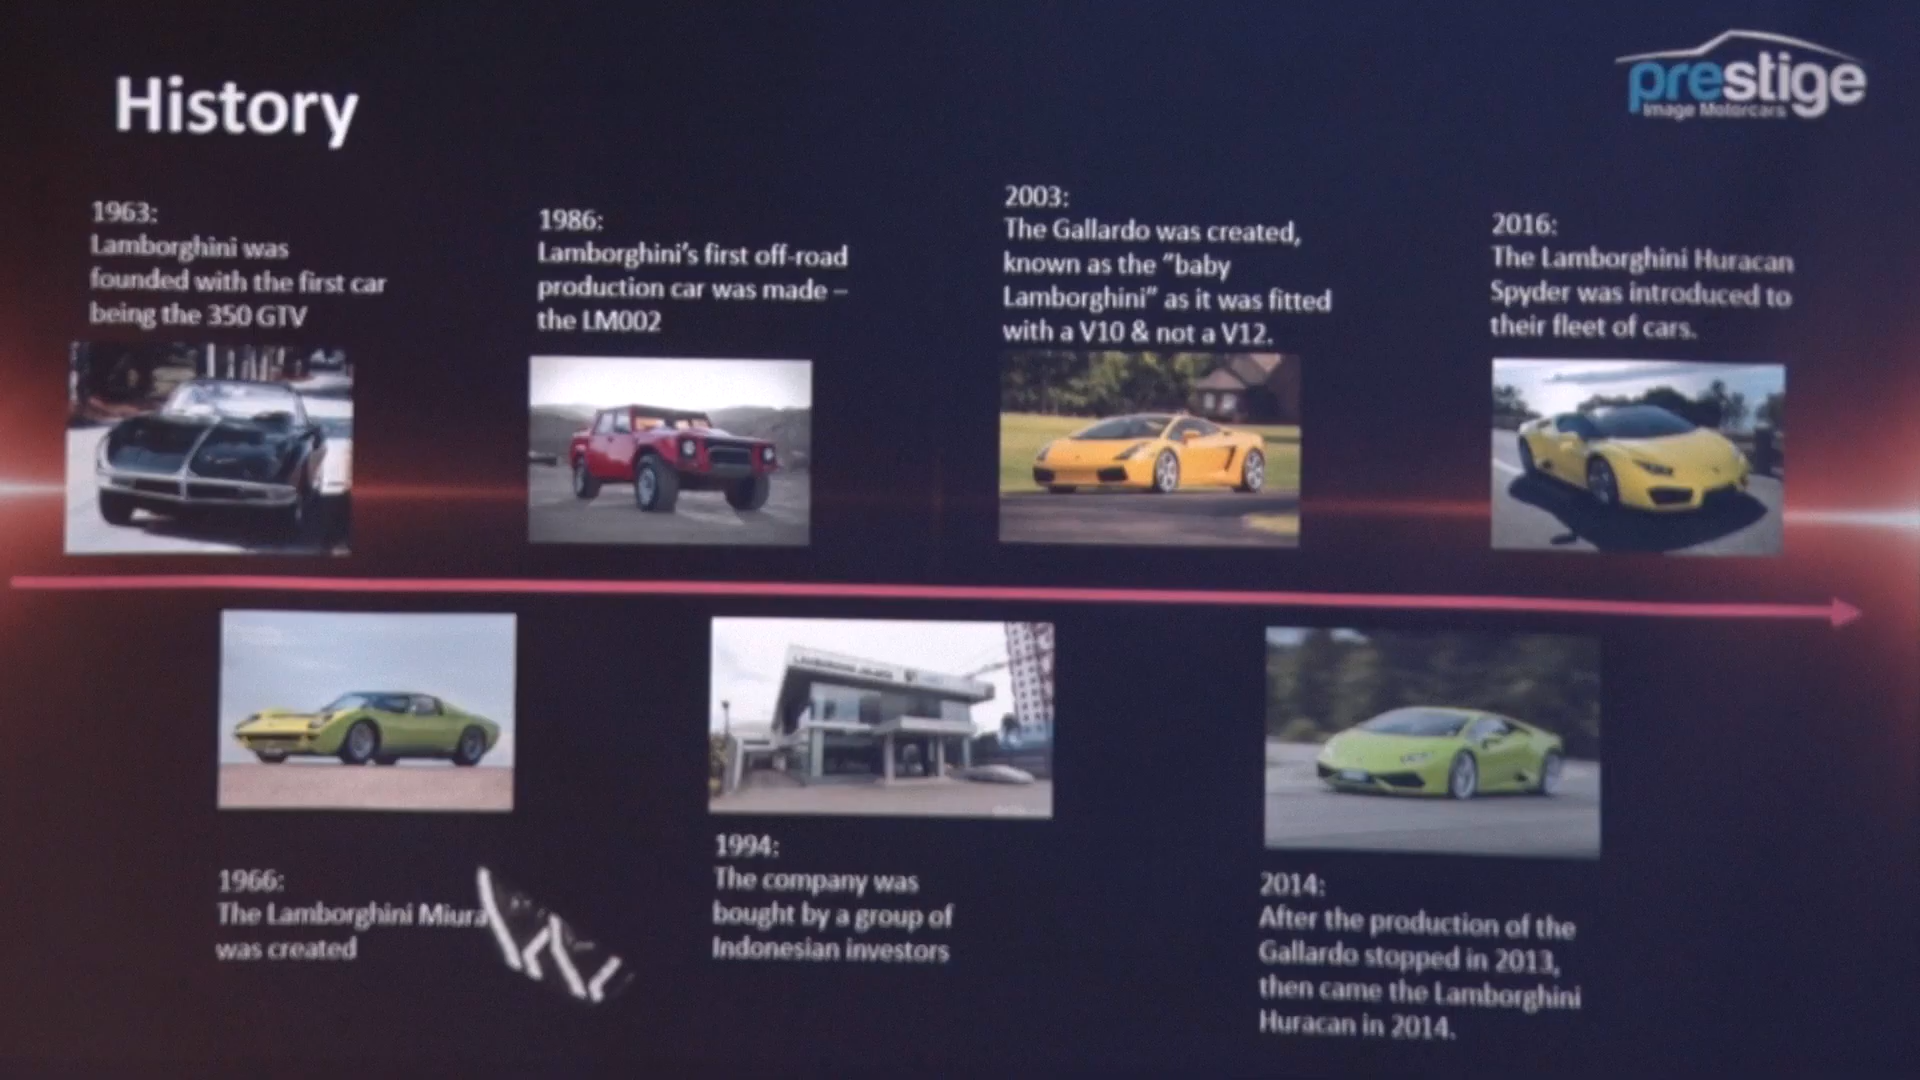 History
prestige
Image Motorcars
1963:
Lamborghini was
founded with the first car
being the 350 GTV
1986:
Lamborghini's first off-road
production car was made –
the LM002
2003:
The Gallardo was created,
known as the "baby
Lamborghini" as it was fitted
with a V10 & not a V12.
2016:
The Lamborghini Huracan
Spyder was introduced to
their fleet of cars.
1966:
The Lamborghini Miura
was created
1994:
The company was
bought by a group of
Indonesian investors
2014:
After the production of the
Gallardo stopped in 2013,
then came the Lamborghini
Huracan in 2014.